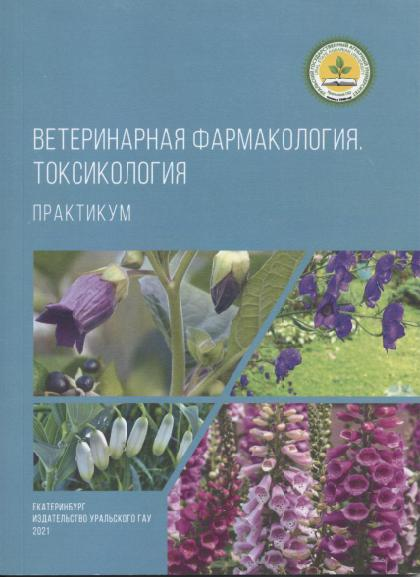 ВЕТЕРИНАРНАЯ ФАРМАКОЛОГИЯ.
ТОКСИКОЛОГИЯ
ПРАКТИКУМ
ЕКАТЕРИНБУРГ
ИЗДАТЕЛЬСТВО УРАЛЬСКОГО ГАУ
2021